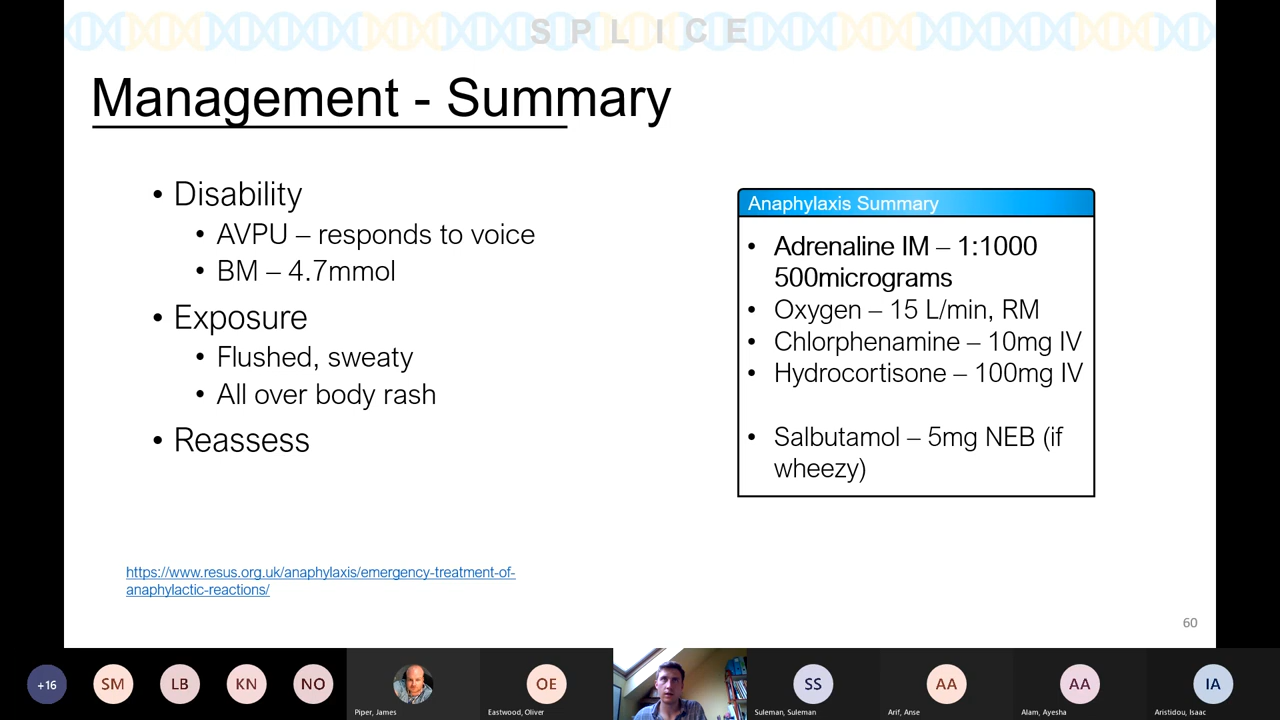 SPLICE
Management - Summary
• Disability
• AVPU – responds to voice
• BM – 4.7mmol
• Exposure
• Flushed, sweaty
• All over body rash
• Reassess
Anaphylaxis Summary
• Adrenaline IM – 1:1000
500micrograms
• Oxygen – 15 L/min, RM
• Chlorphenamine – 10mg IV
• Hydrocortisone – 100mg IV
• Salbutamol – 5mg NEB (if
wheezy)
https://www.resus.org.uk/anaphylaxis/emergency-treatment-of-
anaphylactic-reactions/
60
+16
SM
LB
KN
NO
OE
SS
AA
AA
IA
Piper, James
Eastwood, Oliver
Suleman, Suleman
Arif, Anse
Alam, Ayesha
Aristidou, Isaac